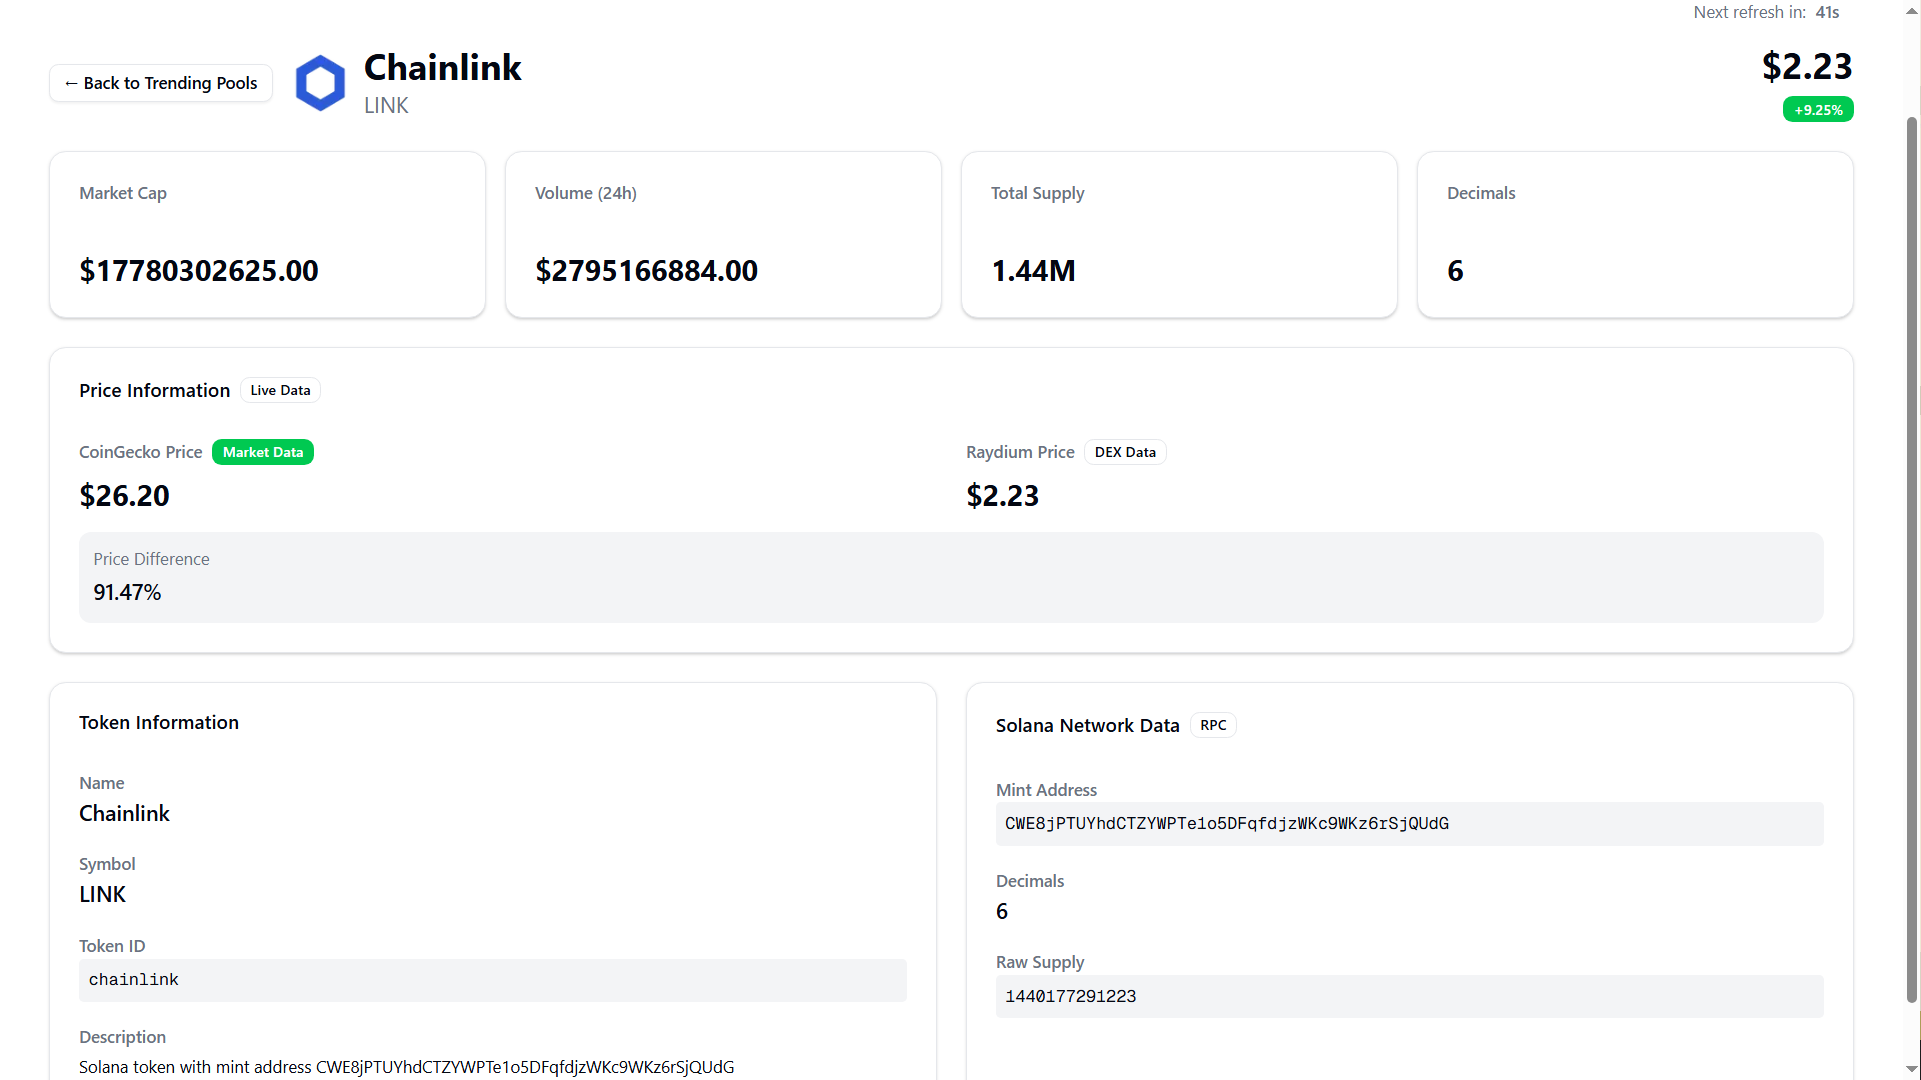 Next refresh in: 41s
← Back to Trending Pools
Chainlink
LINK
$2.23
+9.25%
Market Cap
$17780302625.00
Volume (24h)
$2795166884.00
Total Supply
1.44M
Decimals
6
Price Information
Live Data
CoinGecko Price
Market Data
$26.20
Raydium Price
DEX Data
$2.23
Price Difference
91.47%
Token Information
Name
Chainlink
Symbol
LINK
Token ID
chainlink
Description
Solana token with mint address CWE8jPTUYhdCTZYWPTe1o5DFqfdjzWKc9WKz6rSjQUdG
Solana Network Data
RPC
Mint Address
CWE8jPTUYhdCTZYWPTe1o5DFqfdjzWKc9WKz6rSjQUdG
Decimals
6
Raw Supply
1440177291223